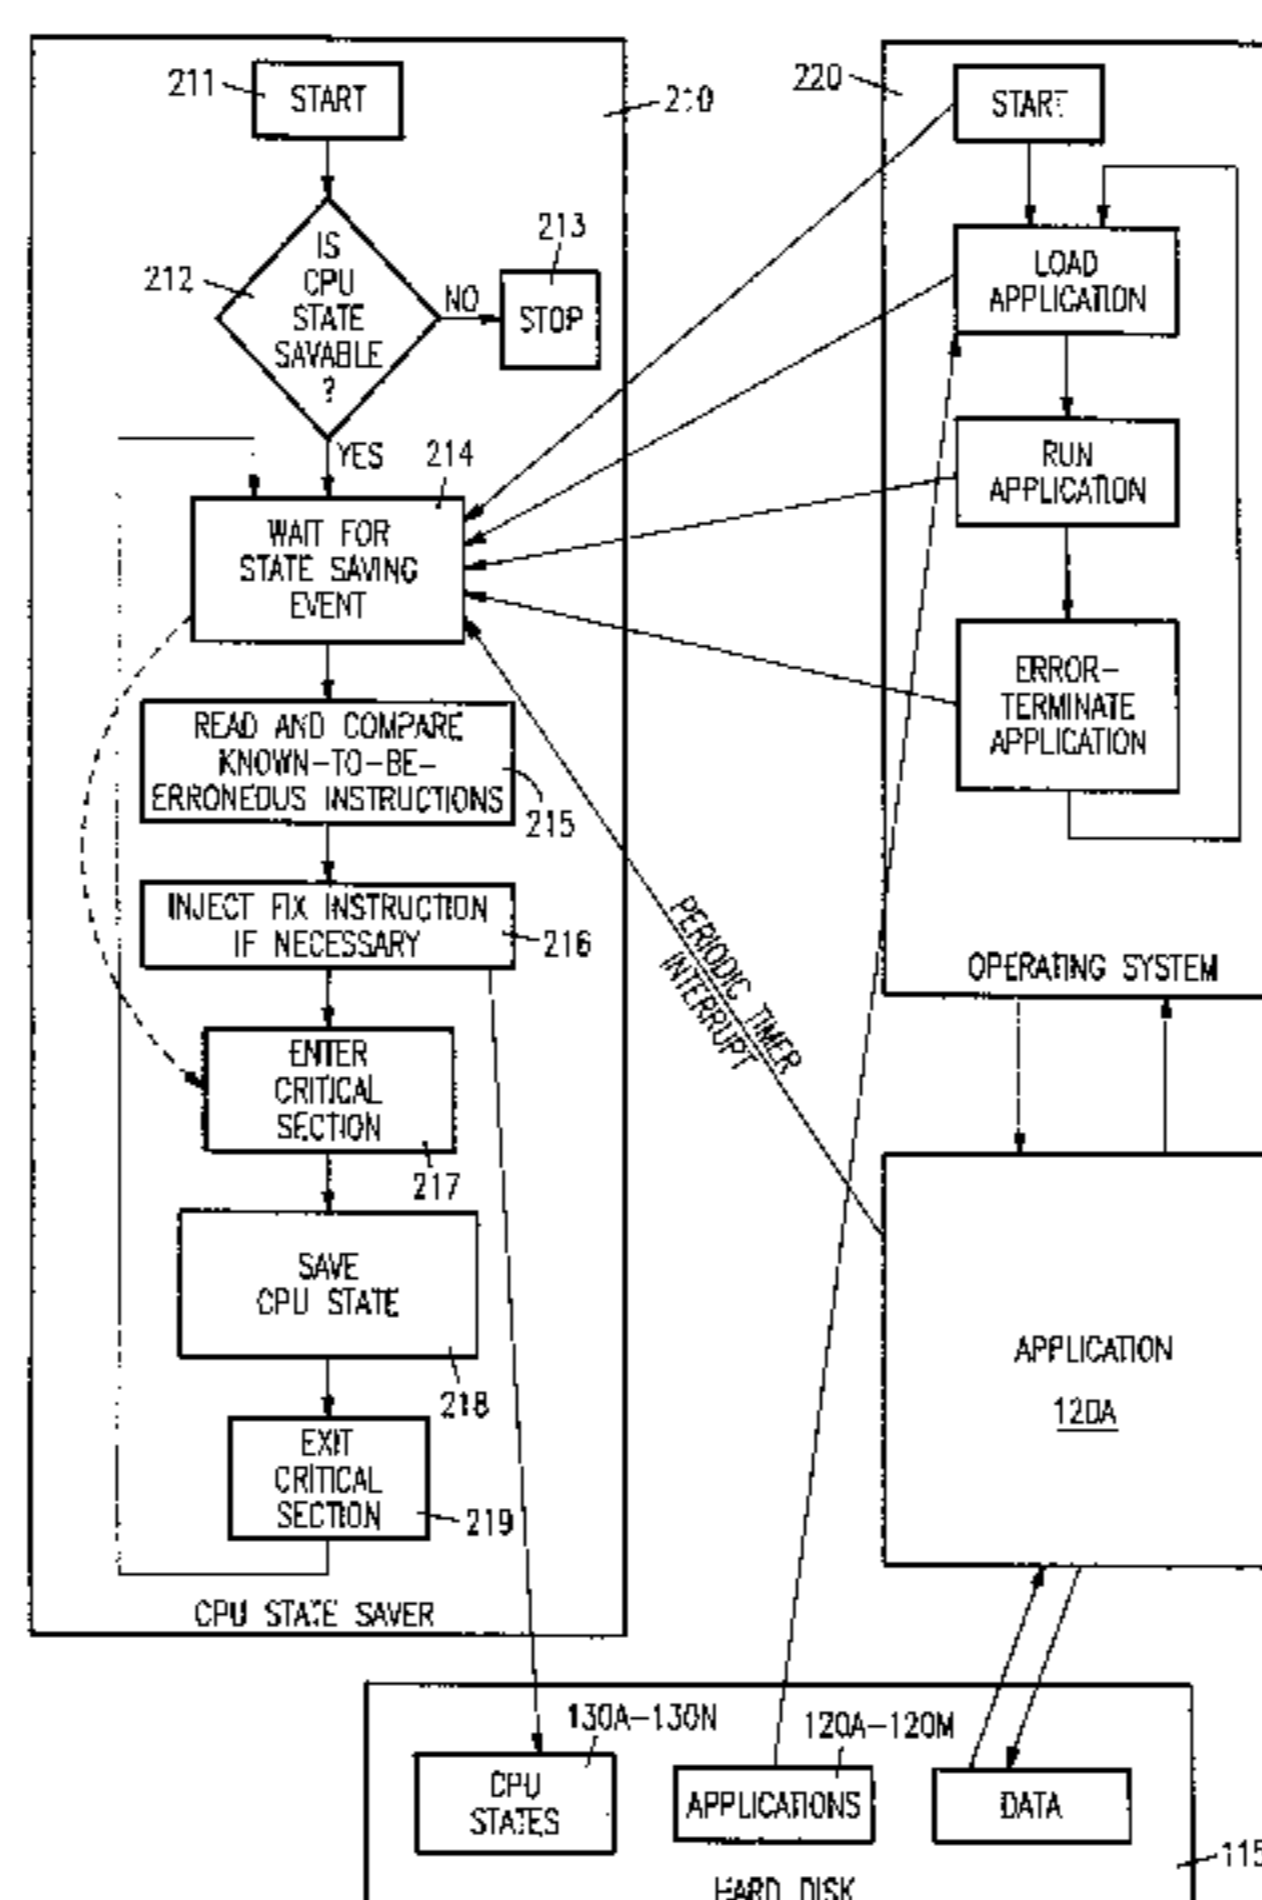 211
START
210
IS
CPU
STATE
SAVABLE
?
212
NO
213
STOP
YES
214
WAIT FOR
STATE SAVING
EVENT
READ AND COMPARE
KNOWN-TO-BE-
ERRONEOUS INSTRUCTIONS
215
INJECT FIX INSTRUCTION
IF NECESSARY
216
ENTER
CRITICAL
SECTION
217
SAVE
CPU STATE
218
EXIT
CRITICAL
SECTION
219
CPU STATE SAVER
220
START
LOAD
APPLICATION
RUN
APPLICATION
ERROR-
TERMINATE
APPLICATION
OPERATING SYSTEM
PERIODIC TIMER
INTERRUPT
APPLICATION
120A
130A-130N
CPU
STATES
120A-120M
APPLICATIONS
DATA
115
HARD DISK